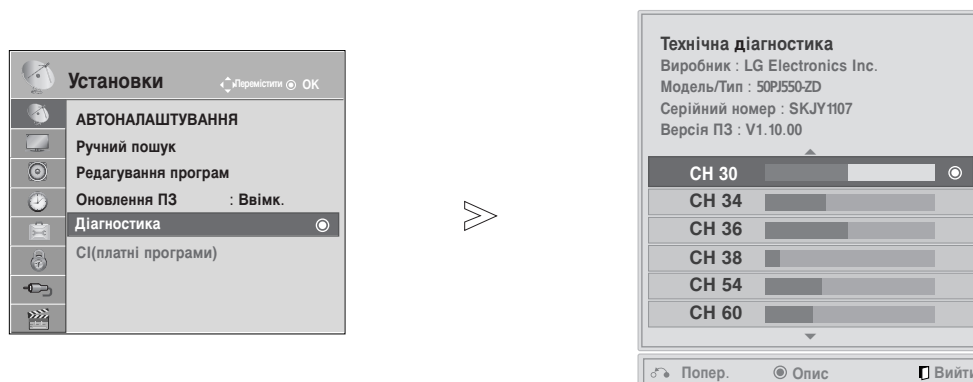 Установки
Перемістити OK
АВТОНАЛАШТУВАННЯ
Ручний пошук
Редагування програм
Оновлення ПЗ : Ввімк.
Діагностика
CI(платні програми)
Технічна діагностика
Виробник : LG Electronics Inc.
Модель/Тип : 50PJ550-ZD
Серійний номер : SKJY1107
Версія ПЗ : V1.10.00
CH 30
CH 34
CH 36
CH 38
CH 54
CH 60
Попер. Опис Вийти